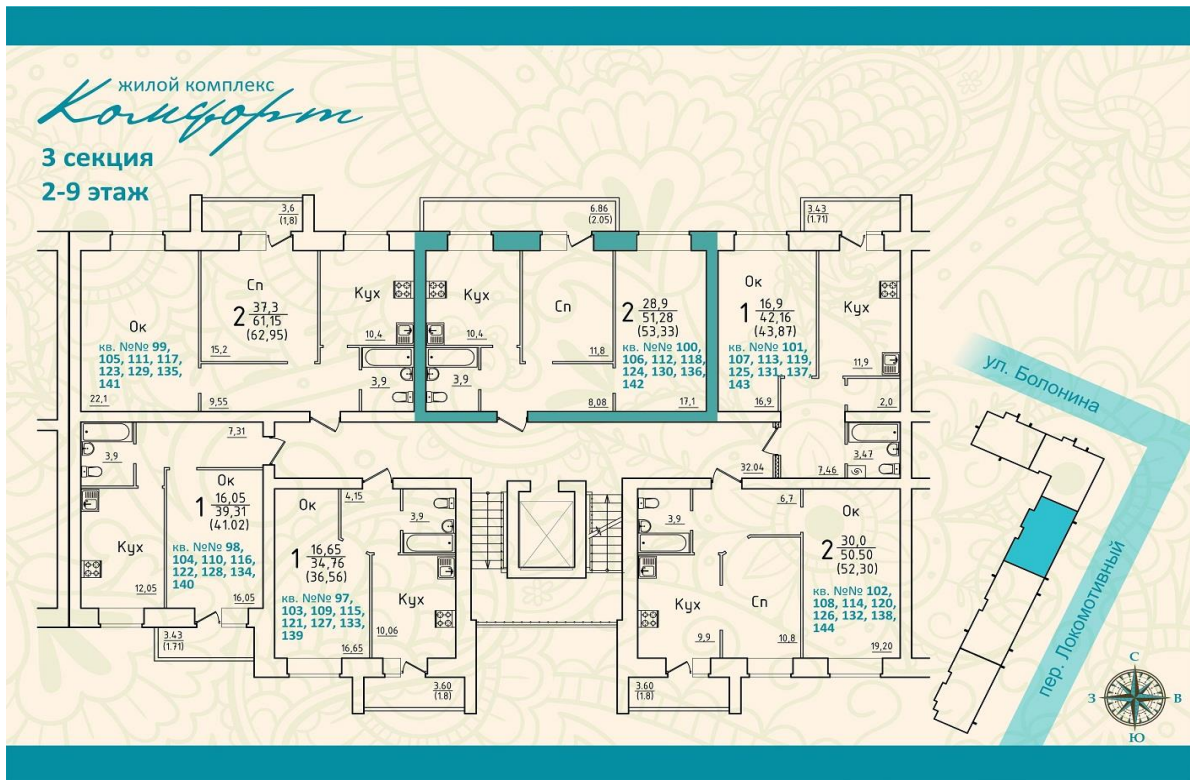 жилой комплекс
Комфорт
3 секция
2-9 этаж
3,6
(1,8)
6.86
(2.05)
3.43
(1.71)
Ок
кв. №№ 99,
105, 111, 117,
123, 129, 135,
141
22,1
Сп
2 37,3
61,15
(62,95)
15,2
9,55
Кух
10,4
3,9
Кух
10,4
3,9
Сп
11,8
8,08
2 28,9
51,28
(53,33)
кв. №№ 100,
106, 112, 118,
124, 130, 136,
142
17,1
Ок
1 16,9
42,16
(43,87)
кв. №№ 101,
107, 113, 119,
125, 131, 137,
143
16,9
Кух
11,9
2,0
3,47
7,46
32.04
7,31
3,9
Кух
12,05
Ок
1 16,05
39,31
(41.02)
кв. №№ 98,
104, 110, 116,
122, 128, 134,
140
16,05
3.43
(1.71)
Ок
4,15
3,9
1 16,65
34,76
(36,56)
кв. №№ 97,
103, 109, 115,
121, 127, 133,
139
16,65
Кух
10,06
3.60
(1.8)
3,9
6,7
Кух
9,9
Сп
10,8
Ок
2 30,0
50,50
(52,30)
кв. №№ 102,
108, 114, 120,
126, 132, 138,
144
19,20
3.60
(1.8)
ул. Болонина
пер. Локомотивный
С
З
В
Ю